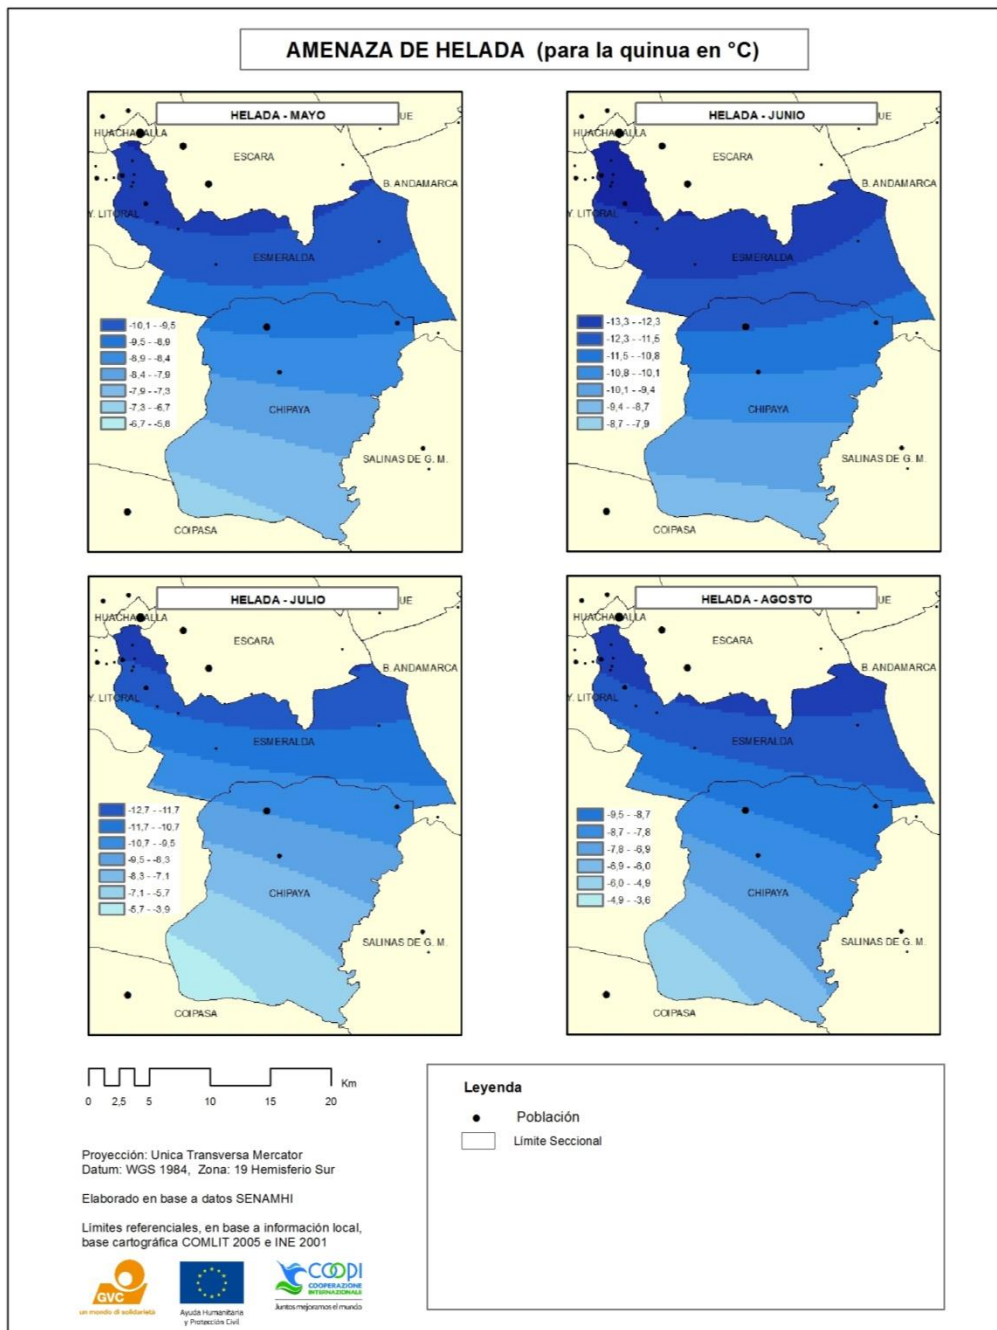 AMENAZA DE HELADA (para la quinua en °C)
HELADA - MAYO
UE
HUACHACALLA
ESCARA
B. ANDAMARCA
Y. LITORAL
ESMERALDA
-10,1 - -9,5
-9,5 - -8,9
-8,9 - -8,4
-8,4 - -7,9
-7,9 - -7,3
-7,3 - -6,7
-6,7 - -5,8
CHIPAYA
SALINAS DE G. M.
COIPASA
HELADA - JUNIO
UE
HUACHACALLA
ESCARA
B. ANDAMARCA
Y. LITORAL
ESMERALDA
-13,3 - -12,3
-12,3 - -11,5
-11,5 - -10,8
-10,8 - -10,1
-10,1 - -9,4
-9,4 - -8,7
-8,7 - -7,9
CHIPAYA
SALINAS DE G. M.
COIPASA
HELADA - JULIO
UE
HUACHACALLA
ESCARA
B. ANDAMARCA
Y. LITORAL
ESMERALDA
-12,7 - -11,7
-11,7 - -10,7
-10,7 - -9,5
-9,5 - -8,3
-8,3 - -7,1
-7,1 - -5,7
-5,7 - -3,9
CHIPAYA
SALINAS DE G. M.
COIPASA
HELADA - AGOSTO
UE
HUACHACALLA
ESCARA
B. ANDAMARCA
Y. LITORAL
ESMERALDA
-9,5 - -8,7
-8,7 - -7,8
-7,8 - -6,9
-6,9 - -6,0
-6,0 - -4,9
-4,9 - -3,6
CHIPAYA
SALINAS DE G. M.
COIPASA
Km
0 2,5 5 10 15 20
Proyección: Unica Transversa Mercator
Datum: WGS 1984, Zona: 19 Hemisferio Sur
Elaborado en base a datos SENAMHI
Límites referenciales, en base a información local,
base cartográfica COMLIT 2005 e INE 2001
GVC
un mondo di solidarietà
Ayuda Humanitaria
y Protección Civil
COOPI
COOPERAZIONE
INTERNAZIONALE
Juntos mejoramos el mundo
Leyenda
Población
Límite Seccional